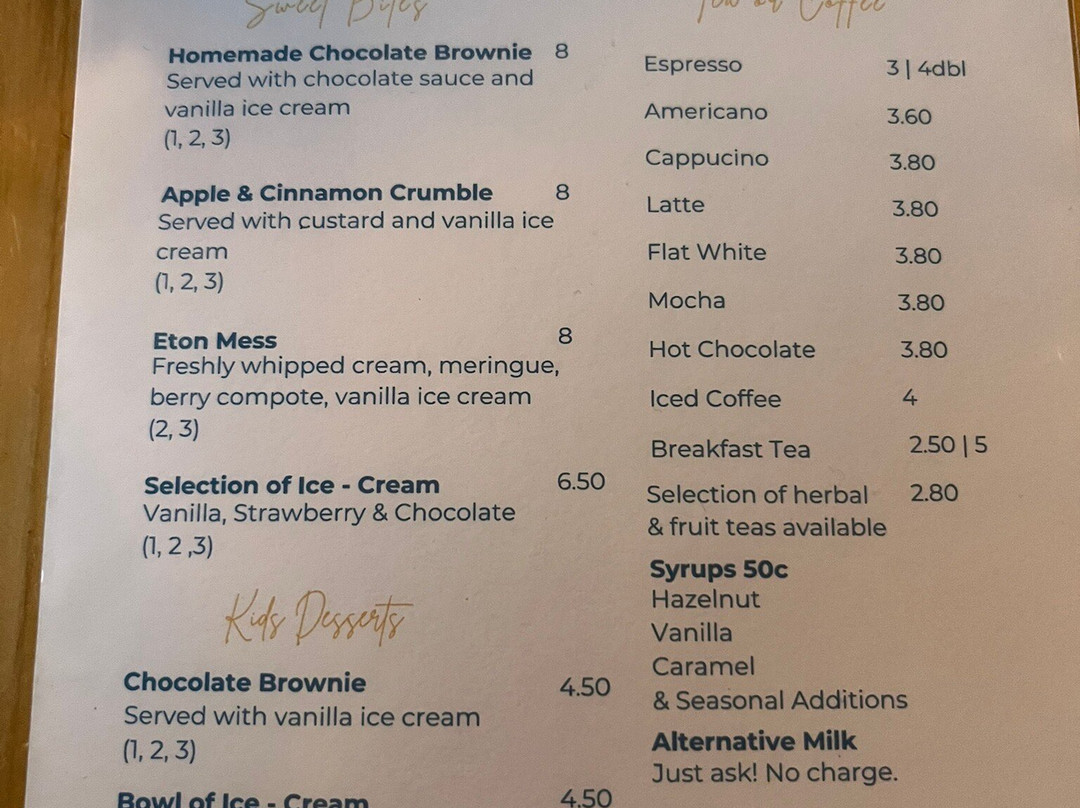 Sweet Bites
Homemade Chocolate Brownie 8
Served with chocolate sauce and
vanilla ice cream
(1, 2, 3)
Apple & Cinnamon Crumble 8
Served with custard and vanilla ice
cream
(1, 2, 3)
Eton Mess 8
Freshly whipped cream, meringue,
berry compote, vanilla ice cream
(2, 3)
Selection of Ice - Cream 6.50
Vanilla, Strawberry & Chocolate
(1, 2 ,3)
Kids Desserts
Chocolate Brownie 4.50
Served with vanilla ice cream
(1, 2, 3)
Bowl of Ice - Cream 4.50
Tea or Coffee
Espresso 3 | 4dbl
Americano 3.60
Cappucino 3.80
Latte 3.80
Flat White 3.80
Mocha 3.80
Hot Chocolate 3.80
Iced Coffee 4
Breakfast Tea 2.50 | 5
Selection of herbal 2.80
& fruit teas available
Syrups 50c
Hazelnut
Vanilla
Caramel
& Seasonal Additions
Alternative Milk
Just ask! No charge.